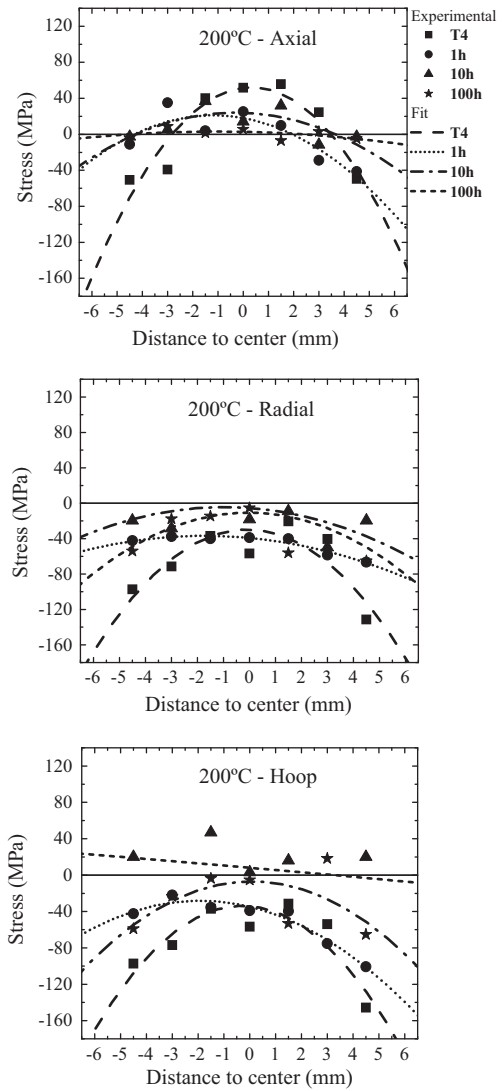 200ºC - Axial
Stress (MPa)
120
80
40
0
-40
-80
-120
-160
-6 -5 -4 -3 -2 -1 0 1 2 3 4 5 6
Distance to center (mm)
Experimental
T4
1h
10h
100h
Fit
T4
1h
10h
100h
200ºC - Radial
Stress (MPa)
120
80
40
0
-40
-80
-120
-160
-6 -5 -4 -3 -2 -1 0 1 2 3 4 5 6
Distance to center (mm)
200ºC - Hoop
Stress (MPa)
120
80
40
0
-40
-80
-120
-160
-6 -5 -4 -3 -2 -1 0 1 2 3 4 5 6
Distance to center (mm)